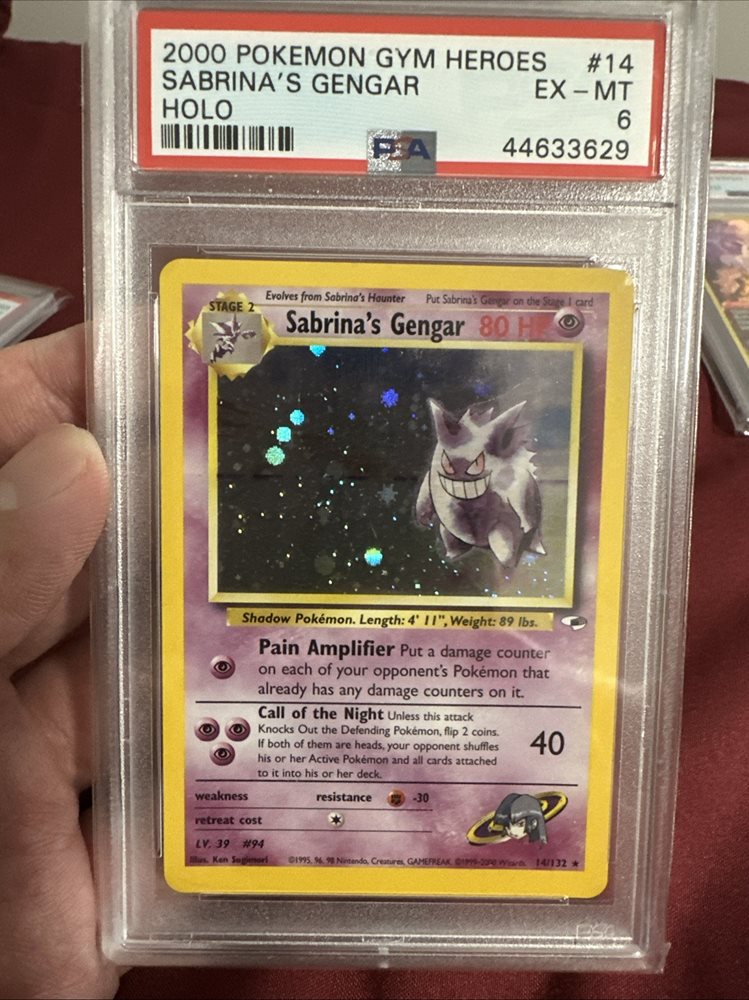 2000 POKEMON GYM HEROES #14
SABRINA'S GENGAR EX - MT
HOLO 6
PSA 44633629
STAGE 2
Evolves from Sabrina's Haunter Put Sabrina's Gengar on the Stage 1 card
Sabrina's Gengar 80 HP
Shadow Pokémon. Length: 4' 11", Weight: 89 lbs.
Pain Amplifier Put a damage counter
on each of your opponent's Pokémon that
already has any damage counters on it.
Call of the Night Unless this attack
Knocks Out the Defending Pokémon, flip 2 coins.
If both of them are heads, your opponent shuffles
his or her Active Pokémon and all cards attached
to it into his or her deck.
40
weakness resistance -30
retreat cost
LV. 39 #94
Illus. Ken Sugimori ©1995, 96, 98 Nintendo, Creatures, GAMEFREAK. ©1999-2000 Wizards. 14/132 ★
PSA